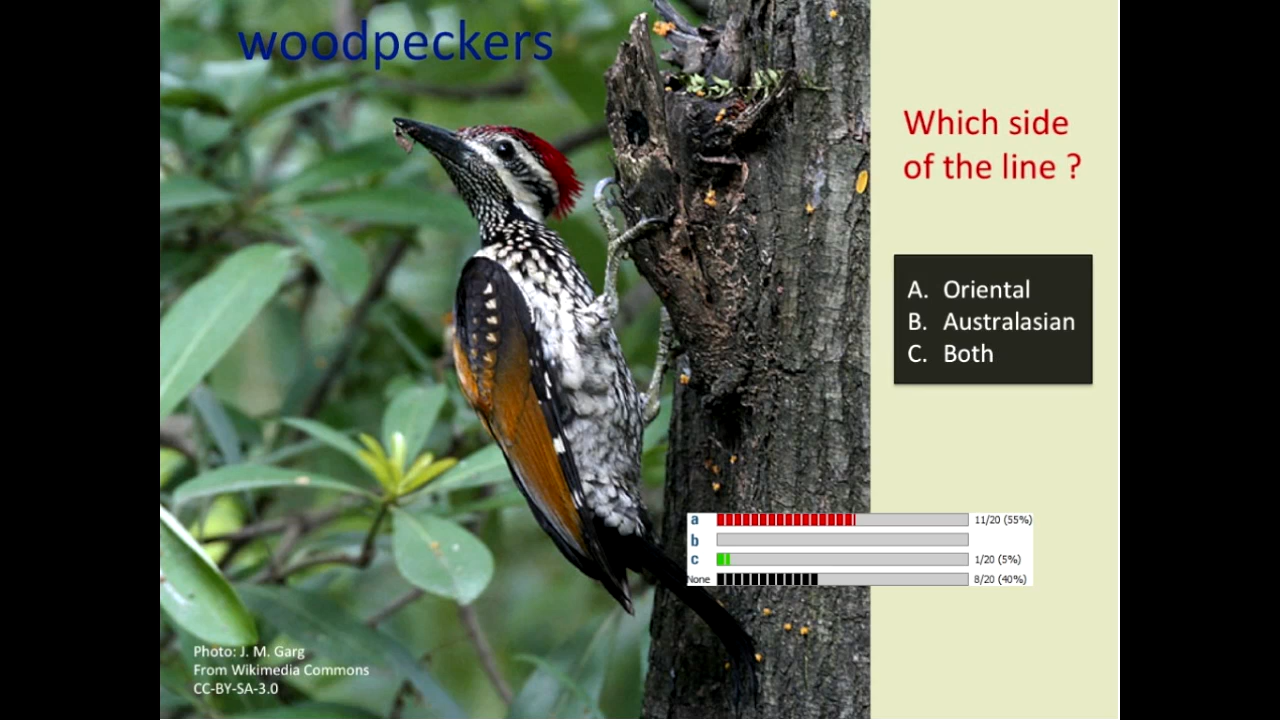 woodpeckers
Which side
of the line ?
A. Oriental
B. Australasian
C. Both
a 11/20 (55%)
b
c 1/20 (5%)
None 8/20 (40%)
Photo: J. M. Garg
From Wikimedia Commons
CC-BY-SA-3.0